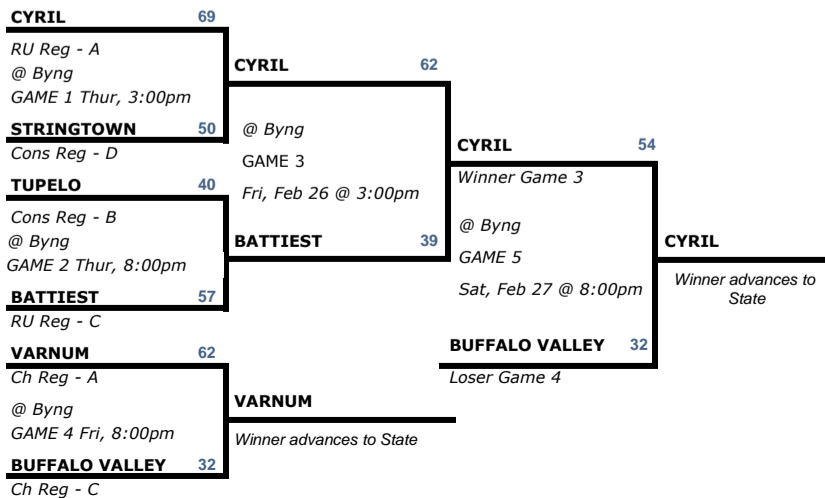 CYRIL 69
RU Reg - A
@ Byng
GAME 1 Thur, 3:00pm
STRINGTOWN 50
Cons Reg - D
CYRIL 62
@ Byng
GAME 3
Fri, Feb 26 @ 3:00pm
BATTIEST 39
TUPELO 40
Cons Reg - B
@ Byng
GAME 2 Thur, 8:00pm
BATTIEST 57
RU Reg - C
CYRIL 54
Winner Game 3
@ Byng
GAME 5
Sat, Feb 27 @ 8:00pm
BUFFALO VALLEY 32
Loser Game 4
CYRIL
Winner advances to
State
VARNUM 62
Ch Reg - A
@ Byng
GAME 4 Fri, 8:00pm
BUFFALO VALLEY 32
Ch Reg - C
VARNUM
Winner advances to State